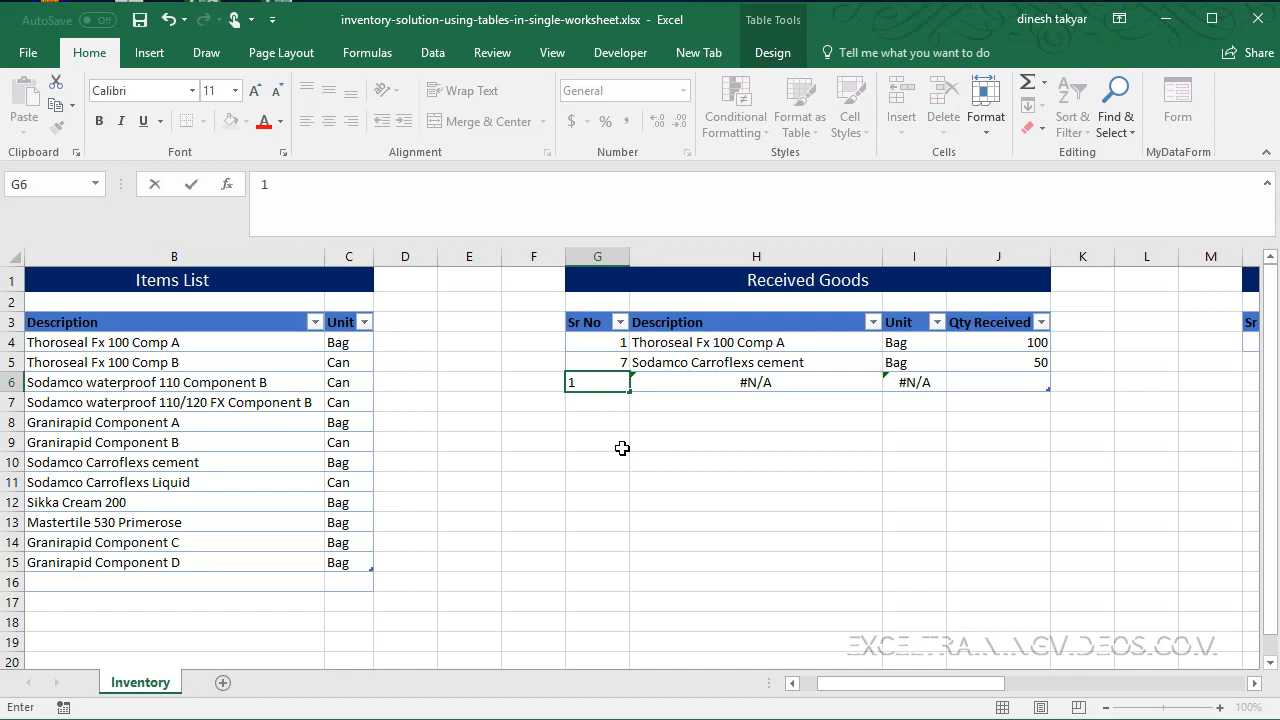 AutoSave Off inventory-solution-using-tables-in-single-worksheet.xlsx - Excel Table Tools dinesh takyar
File Home Insert Draw Page Layout Formulas Data Review View Developer New Tab Design Tell me what you want to do Share
Paste Calibri 11 A A Wrap Text General Conditional Formatting Format as Table Cell Styles Insert Delete Format Σ Sort & Filter Find & Select Form
B I U A Merge & Center $ % ,
Clipboard Font Alignment Number Styles Cells Editing MyDataForm
G6 fx 1
B C D E F G H I J K L M
1 Items List Received Goods
2
3 Description Unit Sr No Description Unit Qty Received Sr
4 Thoroseal Fx 100 Comp A Bag 1 Thoroseal Fx 100 Comp A Bag 100
5 Thoroseal Fx 100 Comp B Can 7 Sodamco Carroflexs cement Bag 50
6 Sodamco waterproof 110 Component B Can 1 #N/A #N/A
7 Sodamco waterproof 110/120 FX Component B Can
8 Granirapid Component A Bag
9 Granirapid Component B Can
10 Sodamco Carroflexs cement Bag
11 Sodamco Carroflexs Liquid Can
12 Sikka Cream 200 Bag
13 Mastertile 530 Primerose Bag
14 Granirapid Component C Bag
15 Granirapid Component D Bag
16
17
18
19
20
EXCELTRAININGVIDEOS.COM
Inventory
Enter 100%